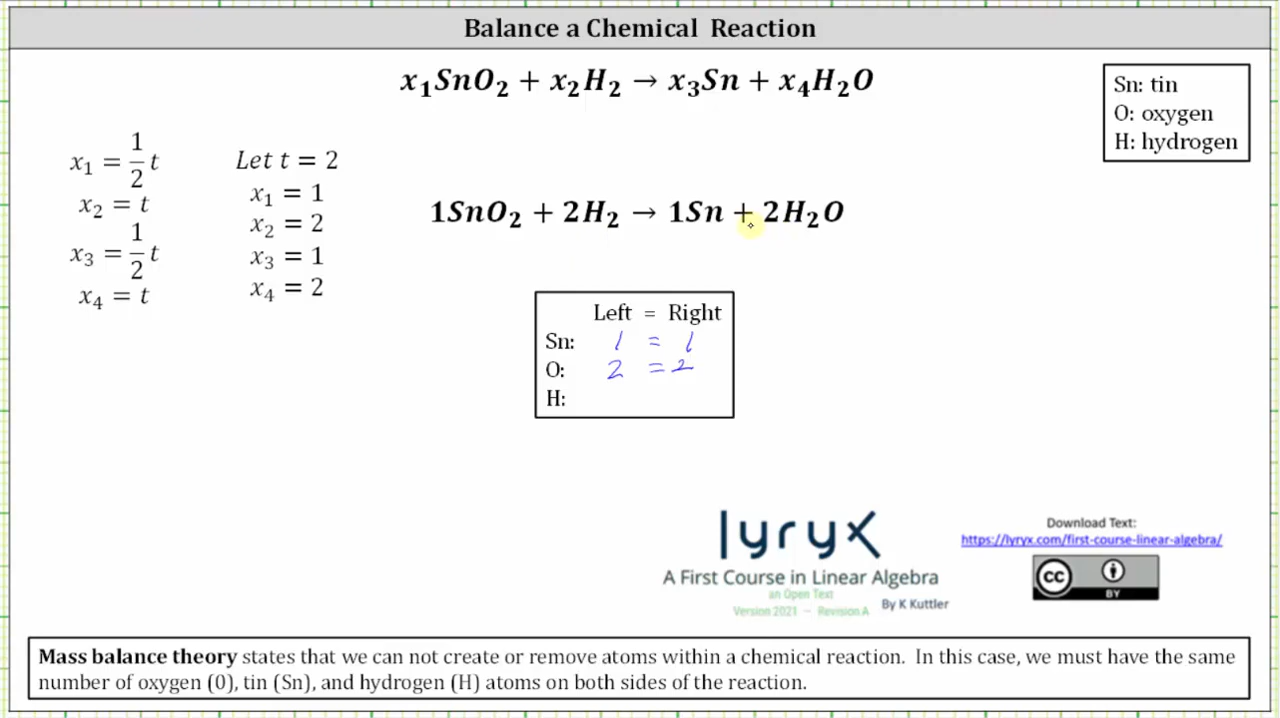 Balance a Chemical Reaction
x₁SnO₂ + x₂H₂ → x₃Sn + x₄H₂O
Sn: tin
O: oxygen
H: hydrogen
x₁ = 1/2 t
x₂ = t
x₃ = 1/2 t
x₄ = t
Let t = 2
x₁ = 1
x₂ = 2
x₃ = 1
x₄ = 2
1SnO₂ + 2H₂ → 1Sn + 2H₂O
Left = Right
Sn: 1 = 1
O: 2 = 2
H:
lyryx
A First Course in Linear Algebra
an Open Text
Version 2021 – Revision A
By K Kuttler
Download Text:
https://lyryx.com/first-course-linear-algebra/
CC BY
Mass balance theory states that we can not create or remove atoms within a chemical reaction. In this case, we must have the same
number of oxygen (0), tin (Sn), and hydrogen (H) atoms on both sides of the reaction.